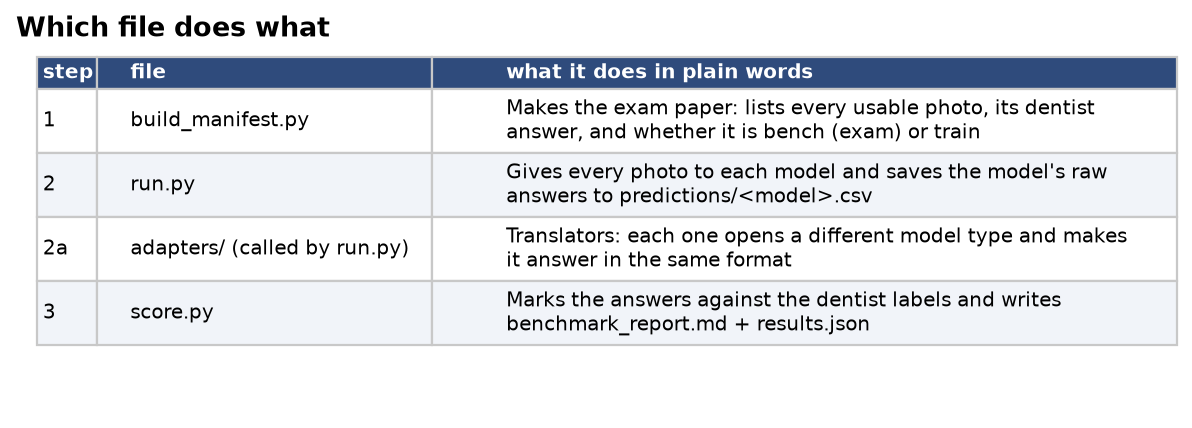 Which file does what
step file what it does in plain words
1 build_manifest.py Makes the exam paper: lists every usable photo, its dentist
answer, and whether it is bench (exam) or train
2 run.py Gives every photo to each model and saves the model's raw
answers to predictions/<model>.csv
2a adapters/ (called by run.py) Translators: each one opens a different model type and makes
it answer in the same format
3 score.py Marks the answers against the dentist labels and writes
benchmark_report.md + results.json